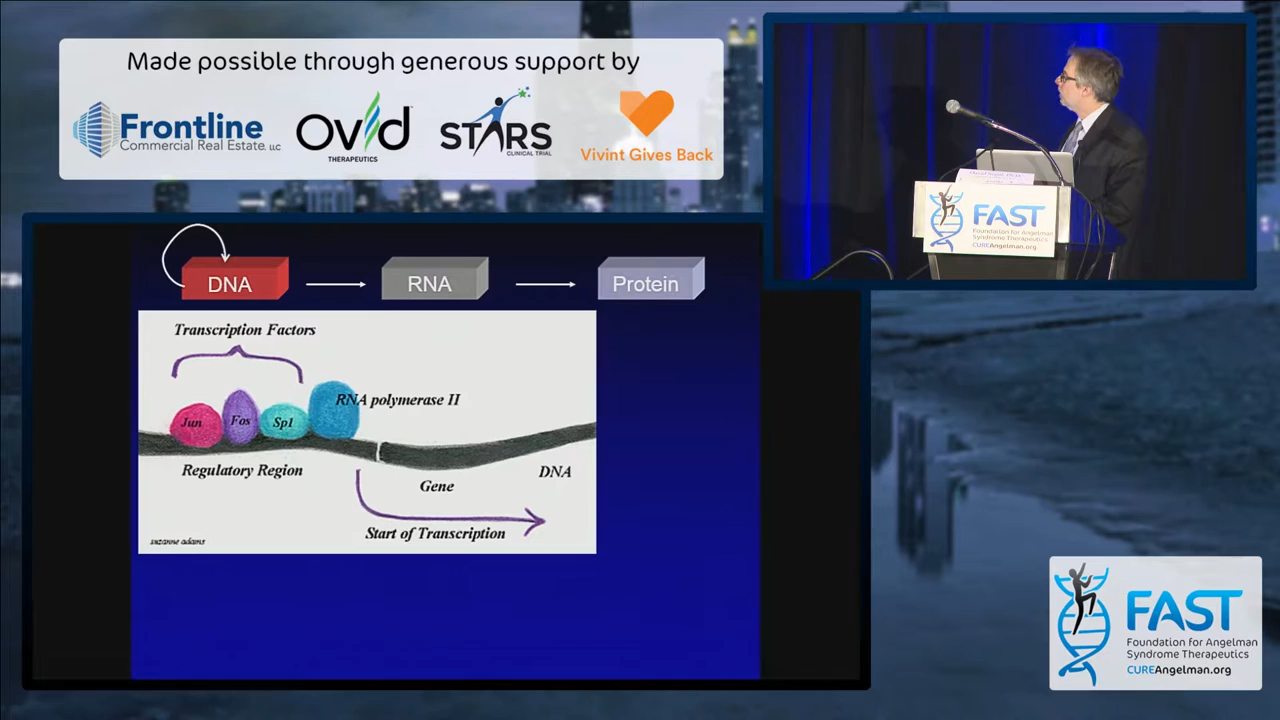 Made possible through generous support by
Frontline
Commercial Real Estate, LLC
OVID
THERAPEUTICS
STARS
CLINICAL TRIAL
Vivint Gives Back
FAST
Foundation for Angelman
Syndrome Therapeutics
CUREAngelman.org
DNA
RNA
Protein
Transcription Factors
Jun
Fos
Sp1
RNA polymerase II
Regulatory Region
Gene
DNA
Start of Transcription
suzanne adams
FAST
Foundation for Angelman
Syndrome Therapeutics
CUREAngelman.org